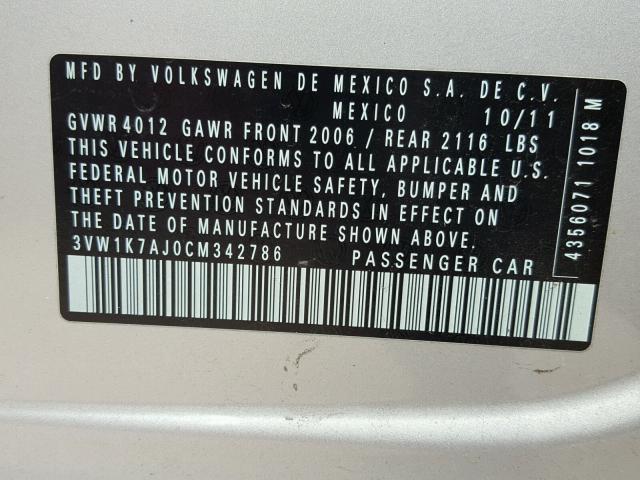 MFD BY VOLKSWAGEN DE MEXICO S.A. DE C.V.
MEXICO 10/11
GVWR 4012 GAWR FRONT 2006 / REAR 2116 LBS
THIS VEHICLE CONFORMS TO ALL APPLICABLE U.S.
FEDERAL MOTOR VEHICLE SAFETY, BUMPER AND
THEFT PREVENTION STANDARDS IN EFFECT ON
THE DATE OF MANUFACTURE SHOWN ABOVE.
3VW1K7AJ0CM342786 PASSENGER CAR
4356071 1018 M